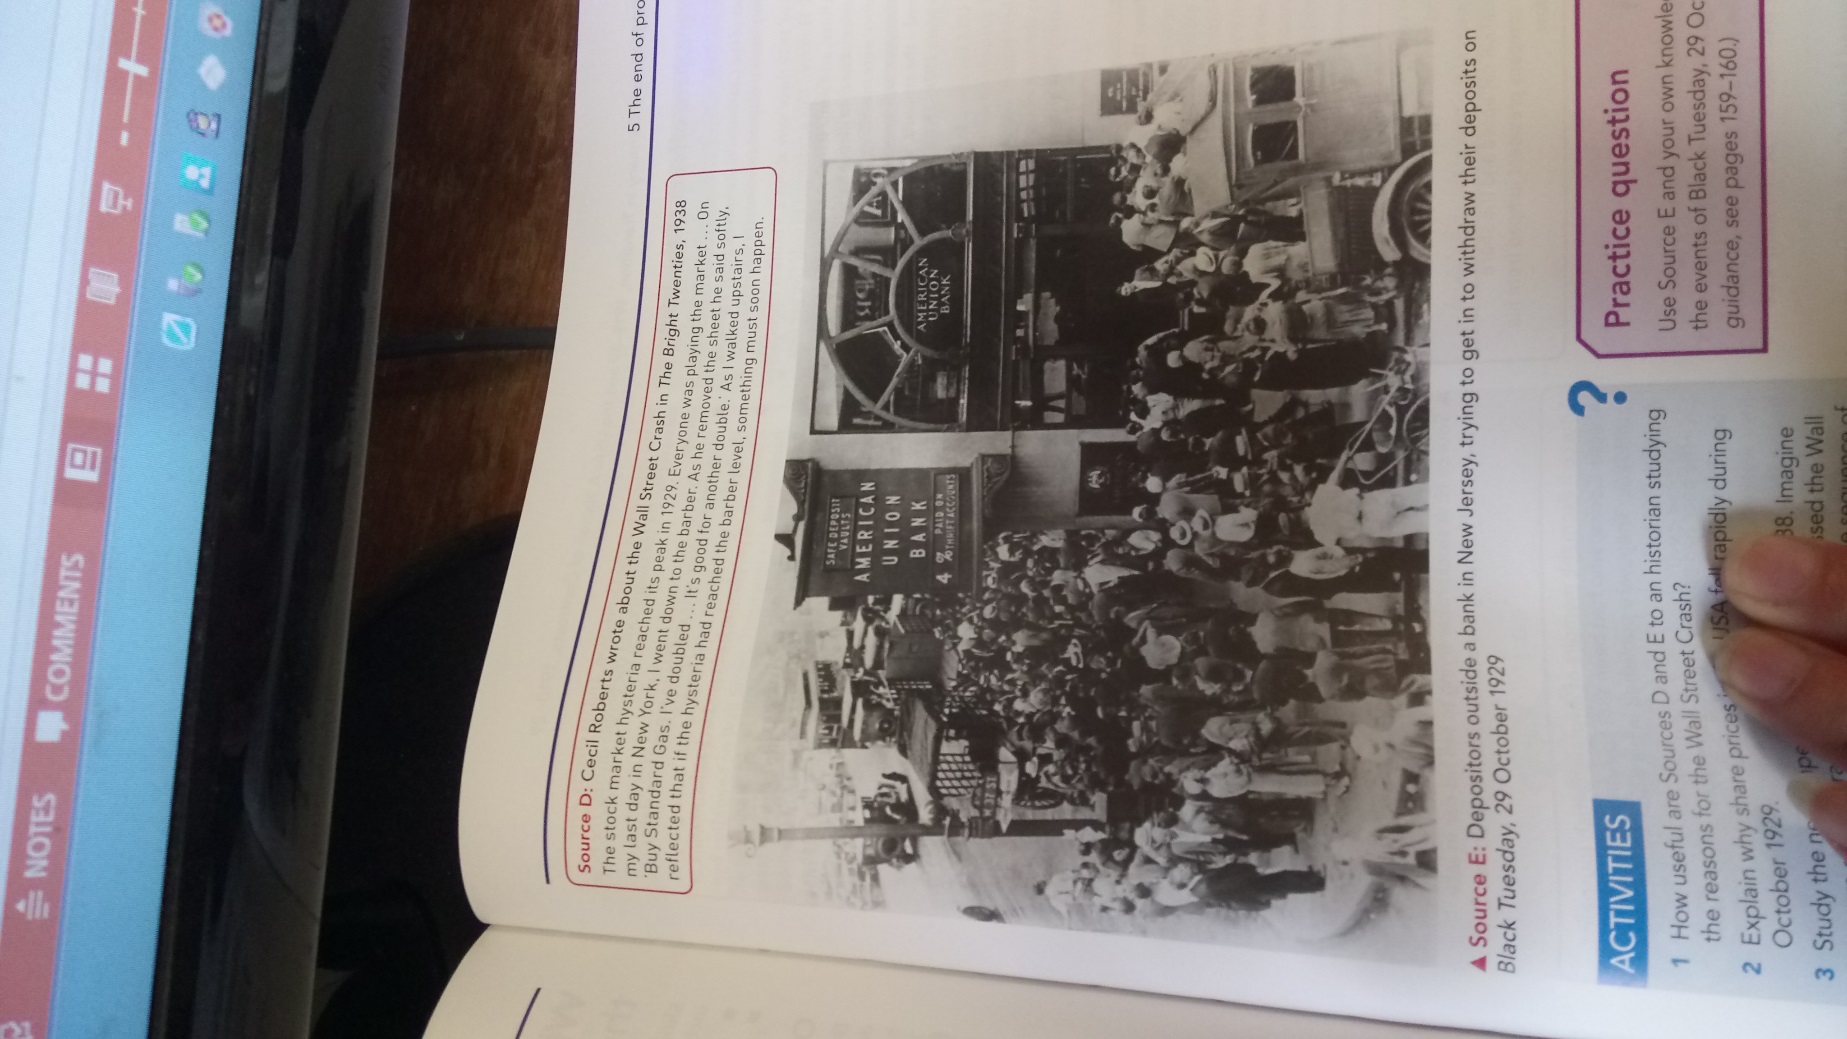 NOTES
COMMENTS
5 The end of pro
Source D: Cecil Roberts wrote about the Wall Street Crash in The Bright Twenties, 1938
The stock market hysteria reached its peak in 1929. Everyone was playing the market ... On
my last day in New York, I went down to the barber. As he removed the sheet he said softly,
'Buy Standard Gas. I've doubled ... It's good for another double.' As I walked upstairs, I
reflected that if the hysteria had reached the barber level, something must soon happen.
SAFE DEPOSIT
VAULTS
AMERICAN
UNION
BANK
4 % PAID ON
THRIFT ACCOUNTS
AMERICAN
UNION
BANK
▲ Source E: Depositors outside a bank in New Jersey, trying to get in to withdraw their deposits on
Black Tuesday, 29 October 1929
ACTIVITIES
?
1 How useful are Sources D and E to an historian studying
the reasons for the Wall Street Crash?
2 Explain why share prices USA fell rapidly during
October 1929.
3 Study the 38. Imagine
the Wall
Practice question
Use Source E and your own knowle
the events of Black Tuesday, 29 Oc
guidance, see pages 159–160.)